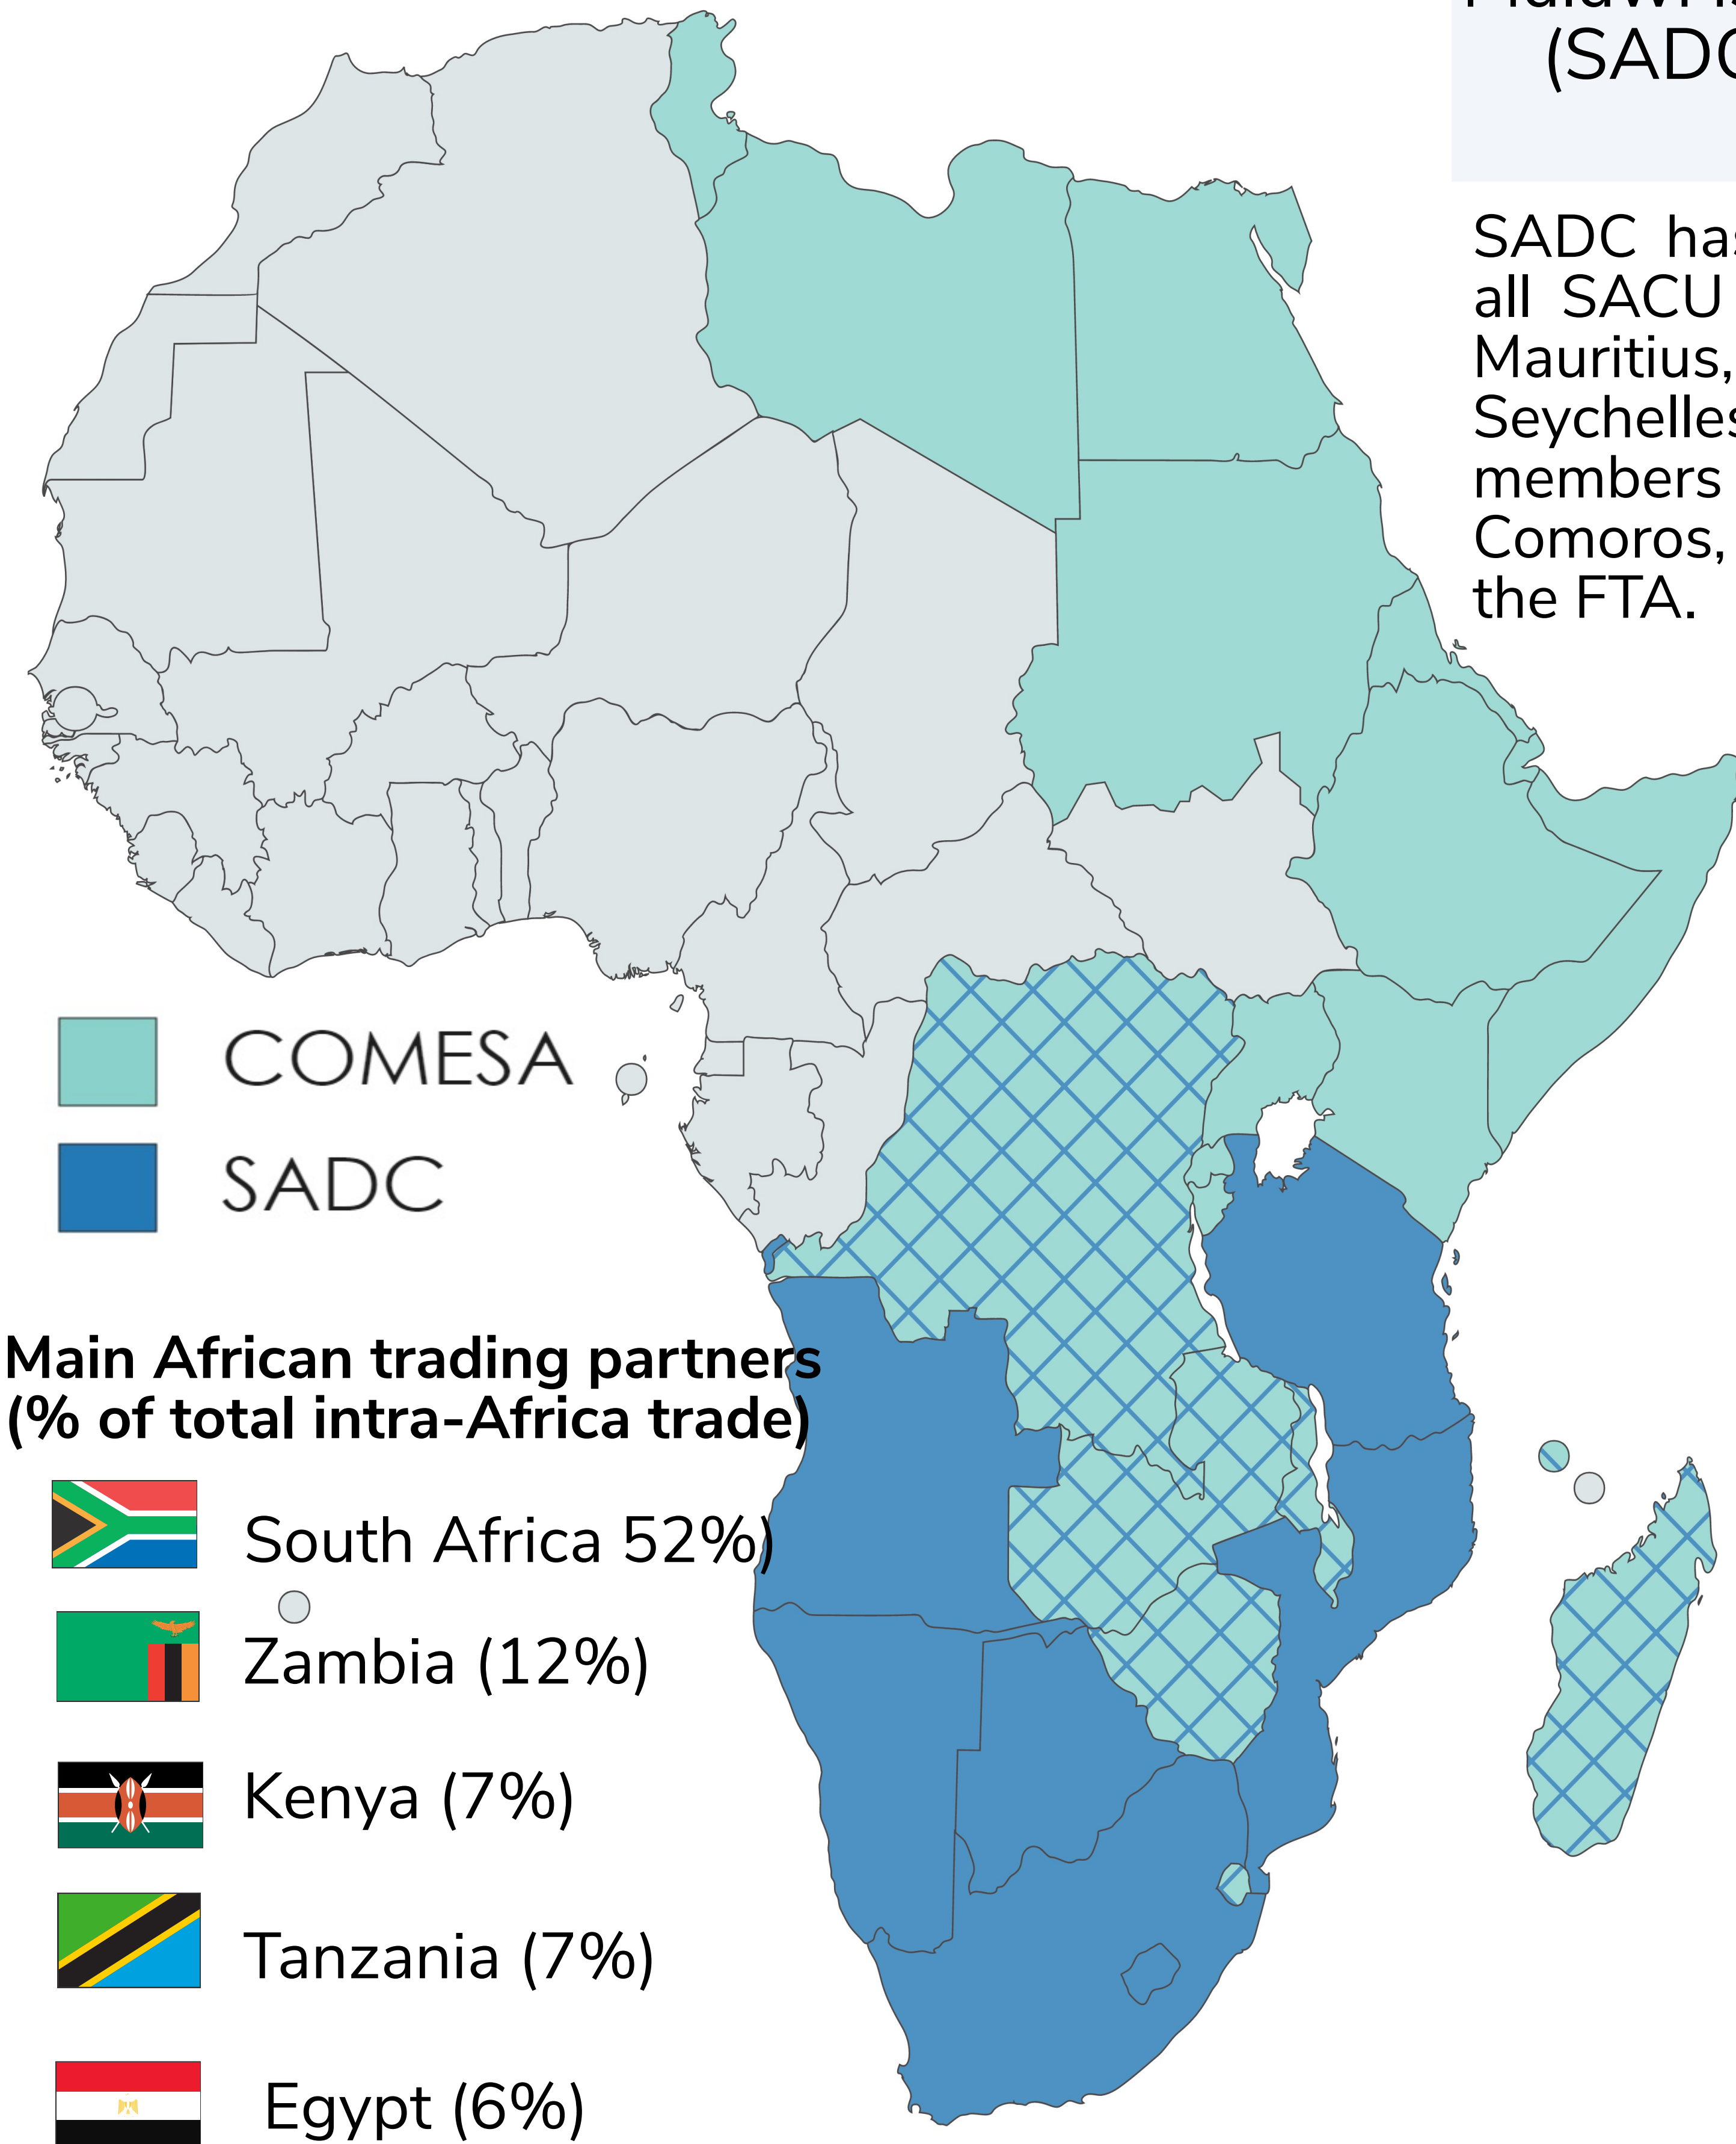 (SADC
SADC has
all SACU
Mauritius,
Seychelles
members
Comoros,
the FTA.
COMESA
SADC
Main African trading partners
(% of total intra-Africa trade)
South Africa 52%)
Zambia (12%)
Kenya (7%)
Tanzania (7%)
Egypt (6%)